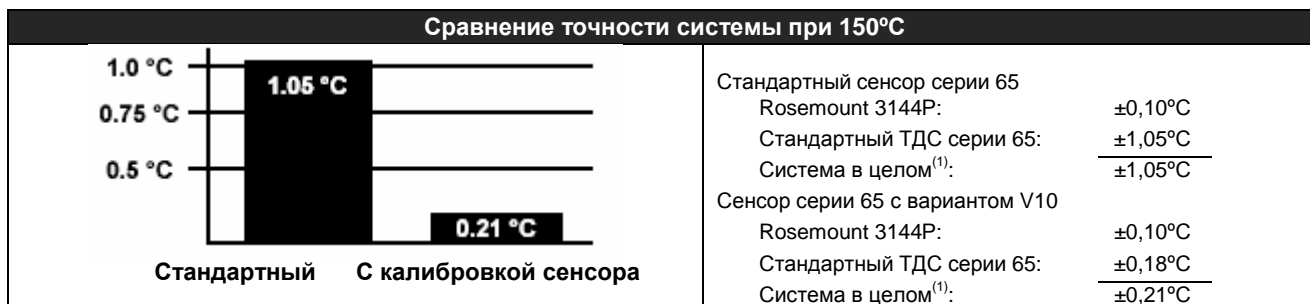 Сравнение точности системы при 150ºC
1.0 °C
1.05 °C
0.75 °C
0.5 °C
0.21 °C
Стандартный С калибровкой сенсора
Стандартный сенсор серии 65
Rosemount 3144P: ±0,10ºC
Стандартный ТДС серии 65: ±1,05ºC
Система в целом(1): ±1,05ºC
Сенсор серии 65 с вариантом V10
Rosemount 3144P: ±0,10ºC
Стандартный ТДС серии 65: ±0,18ºC
Система в целом(1): ±0,21ºC